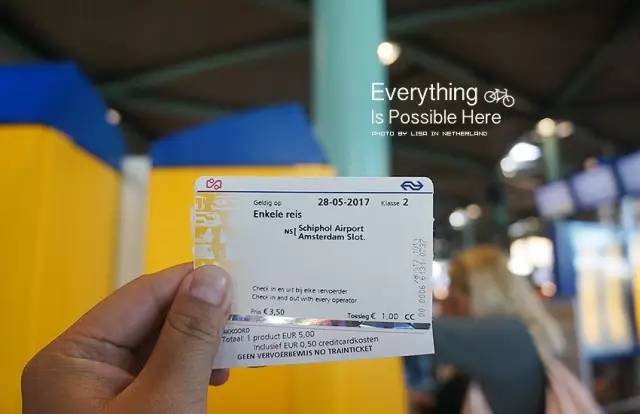 Everything
Is Possible Here
PHOTO BY LISA IN NETHERLAND
Geldig op 28-05-2017 Klasse 2
Enkele reis
NS[ Schiphol Airport
Amsterdam Slot.
Check in en uit bij elke vervoerder
Check in and out with every operator
Prijs € 3,50 Toeslag € 1,00 CC
AKKOORD
Totaal: 1 product EUR 5,00
Inclusief EUR 0,50 creditcardkosten
GEEN VERVOERBEWIJS NO TRAINTICKET